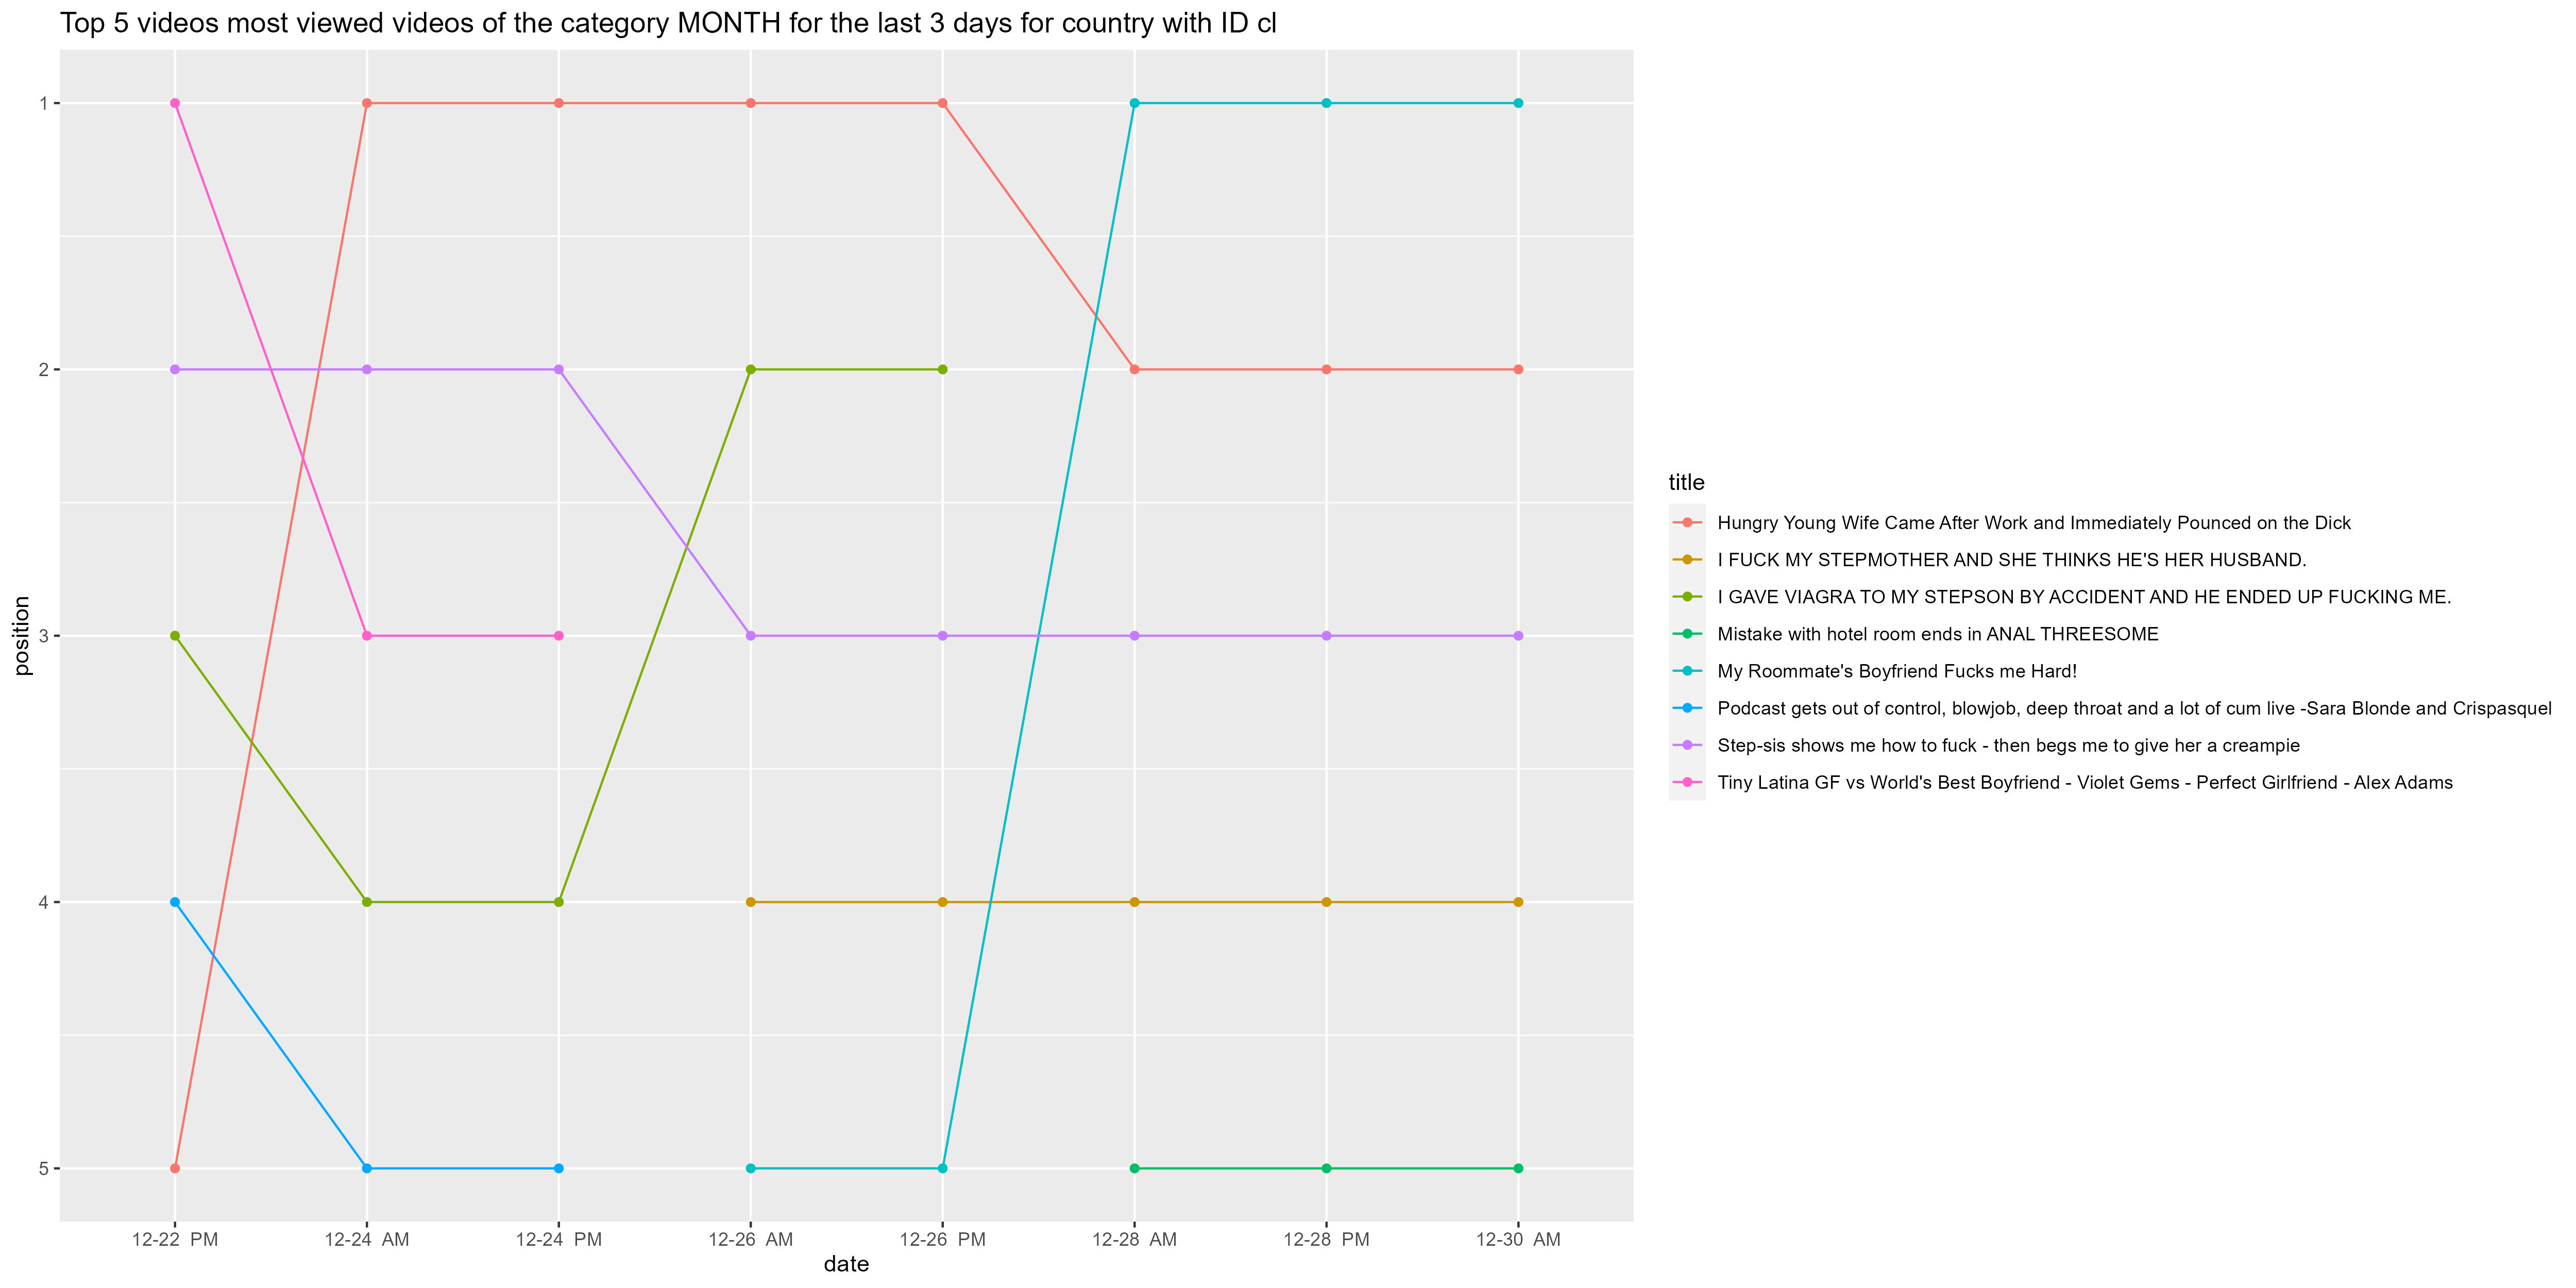 Top 5 videos most viewed videos of the category MONTH for the last 3 days for country with ID cl
position
1
2
3
4
5
12-22 PM
12-24 AM
12-24 PM
12-26 AM
12-26 PM
12-28 AM
12-28 PM
12-30 AM
date
title
Hungry Young Wife Came After Work and Immediately Pounced on the Dick
I FUCK MY STEPMOTHER AND SHE THINKS HE'S HER HUSBAND.
I GAVE VIAGRA TO MY STEPSON BY ACCIDENT AND HE ENDED UP FUCKING ME.
Mistake with hotel room ends in ANAL THREESOME
My Roommate's Boyfriend Fucks me Hard!
Podcast gets out of control, blowjob, deep throat and a lot of cum live -Sara Blonde and Crispasquel
Step-sis shows me how to fuck - then begs me to give her a creampie
Tiny Latina GF vs World's Best Boyfriend - Violet Gems - Perfect Girlfriend - Alex Adams